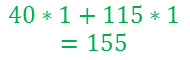 40 * 1 + 115 * 1
= 155